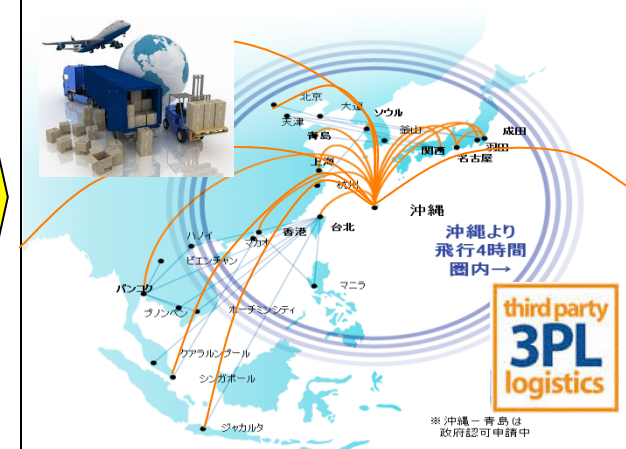 北京
大連
ソウル
天津
釜山
成田
青島
関西
羽田
名古屋
上海
杭州
沖縄
香港
台北
マカオ
ハノイ
沖縄より
飛行4時間
圏内→
ビエンチャン
バンコク
マニラ
プノンペン
ホーチミンシティ
third party
3PL
logistics
クアラルンプール
シンガポール
ジャカルタ
※沖縄－青島は
政府認可申請中